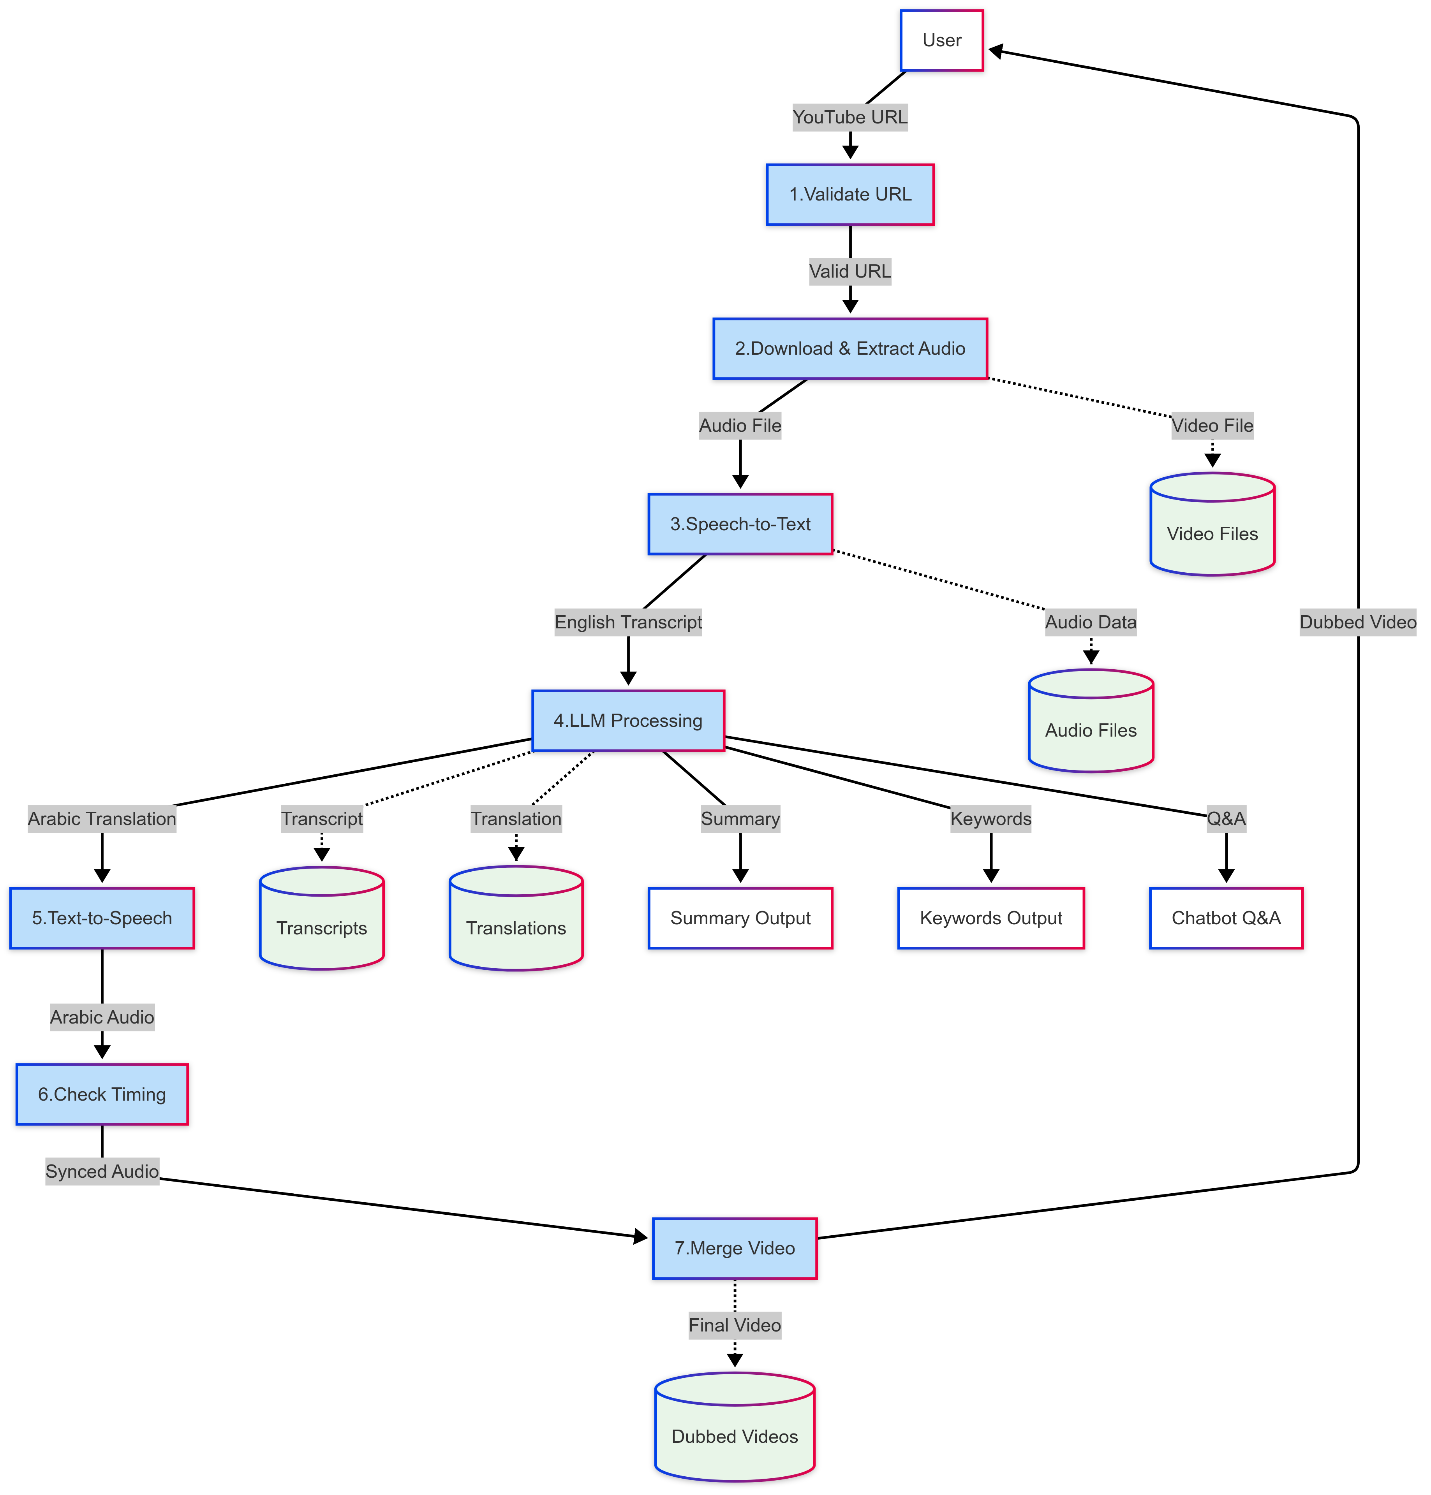 User
YouTube URL
1.Validate URL
Valid URL
2.Download & Extract Audio
Audio File
Video File
3.Speech-to-Text
Video Files
English Transcript
Audio Data
Dubbed Video
4.LLM Processing
Audio Files
Arabic Translation
Transcript
Translation
Summary
Keywords
Q&A
5.Text-to-Speech
Transcripts
Translations
Summary Output
Keywords Output
Chatbot Q&A
Arabic Audio
6.Check Timing
Synced Audio
7.Merge Video
Final Video
Dubbed Videos